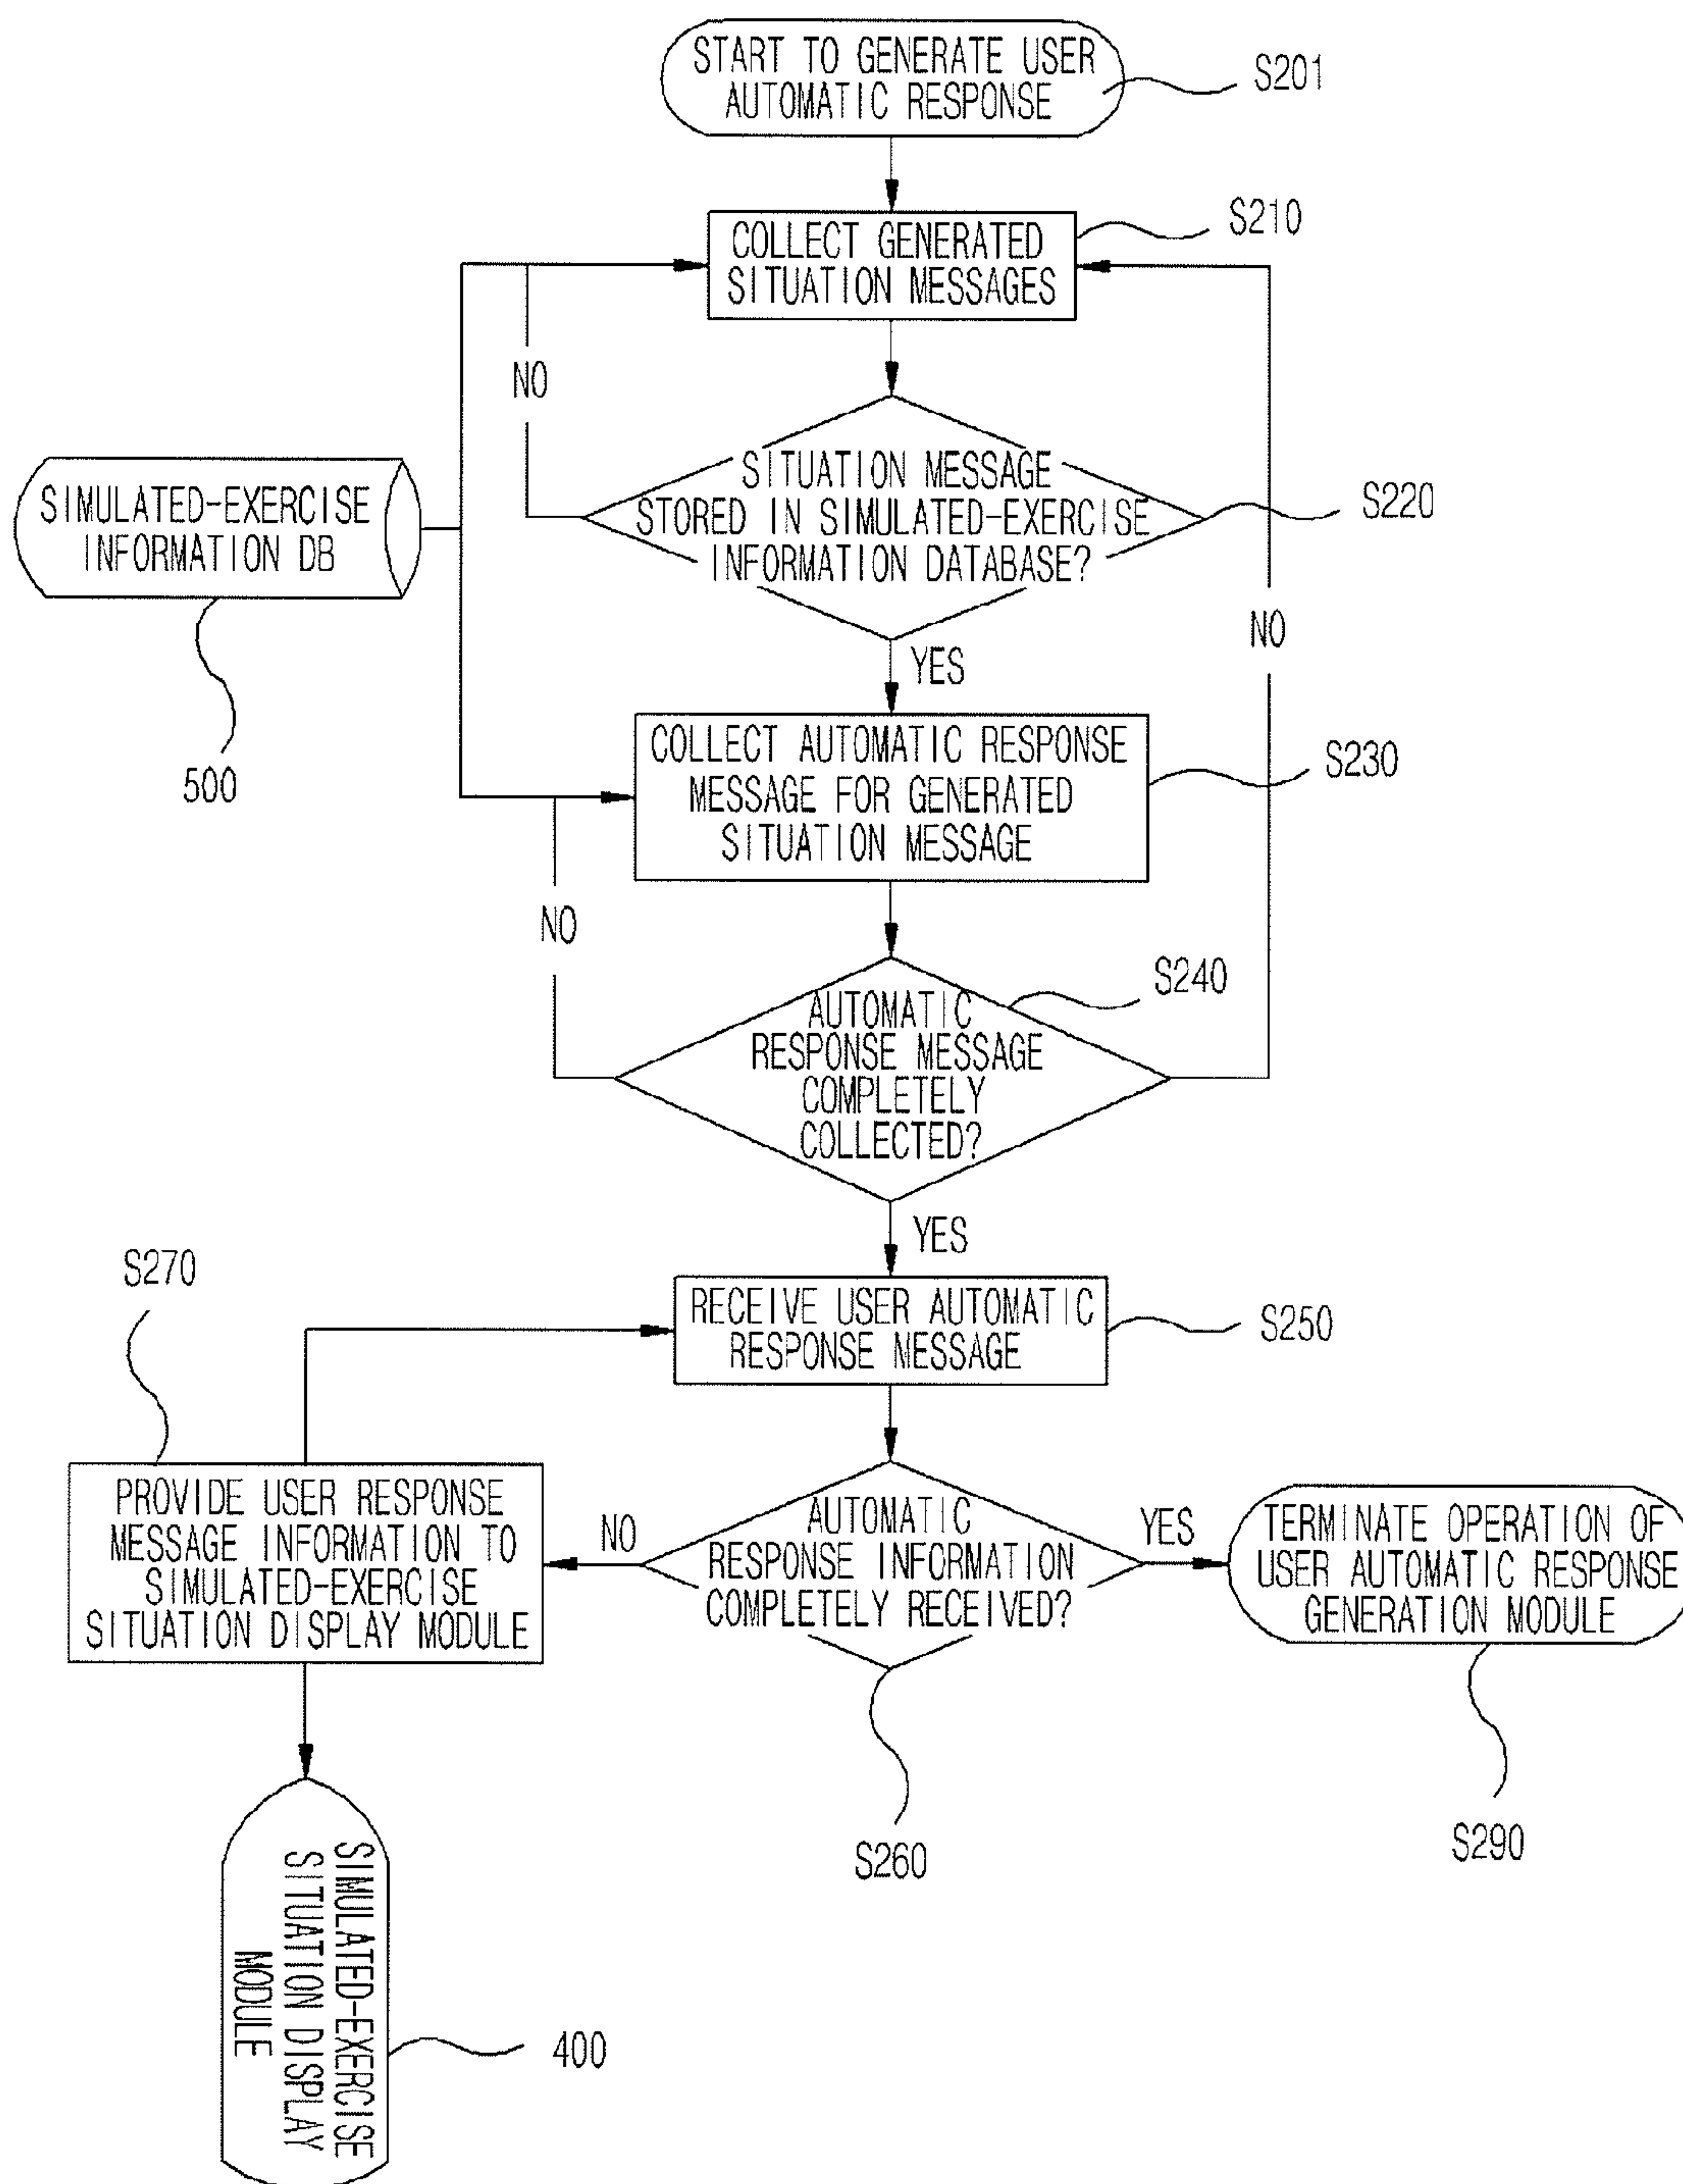 START TO GENERATE USER
AUTOMATIC RESPONSE
S201
COLLECT GENERATED
SITUATION MESSAGES
S210
NO
SITUATION MESSAGE
STORED IN SIMULATED-EXERCISE
INFORMATION DATABASE?
S220
SIMULATED-EXERCISE
INFORMATION DB
500
NO
YES
COLLECT AUTOMATIC RESPONSE
MESSAGE FOR GENERATED
SITUATION MESSAGE
S230
NO
AUTOMATIC
RESPONSE MESSAGE
COMPLETELY
COLLECTED?
S240
YES
RECEIVE USER AUTOMATIC
RESPONSE MESSAGE
S250
S270
PROVIDE USER RESPONSE
MESSAGE INFORMATION TO
SIMULATED-EXERCISE
SITUATION DISPLAY MODULE
NO
AUTOMATIC
RESPONSE INFORMATION
COMPLETELY RECEIVED?
YES
TERMINATE OPERATION OF
USER AUTOMATIC RESPONSE
GENERATION MODULE
S260
S290
SIMULATED-EXERCISE
SITUATION DISPLAY
MODULE
400